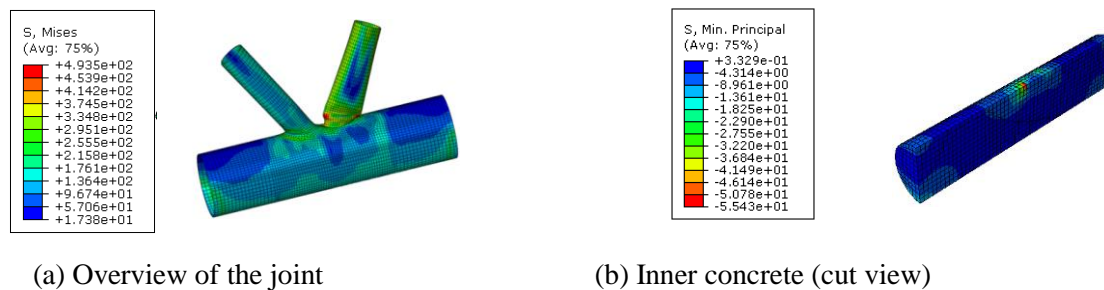 S, Mises
(Avg: 75%)
+4.935e+02
+4.539e+02
+4.142e+02
+3.745e+02
+3.348e+02
+2.951e+02
+2.555e+02
+2.158e+02
+1.761e+02
+1.364e+02
+9.674e+01
+5.706e+01
+1.738e+01
S, Min. Principal
(Avg: 75%)
+3.329e-01
-4.314e+00
-8.961e+00
-1.361e+01
-1.825e+01
-2.290e+01
-2.755e+01
-3.220e+01
-3.684e+01
-4.149e+01
-4.614e+01
-5.078e+01
-5.543e+01
(a) Overview of the joint
(b) Inner concrete (cut view)